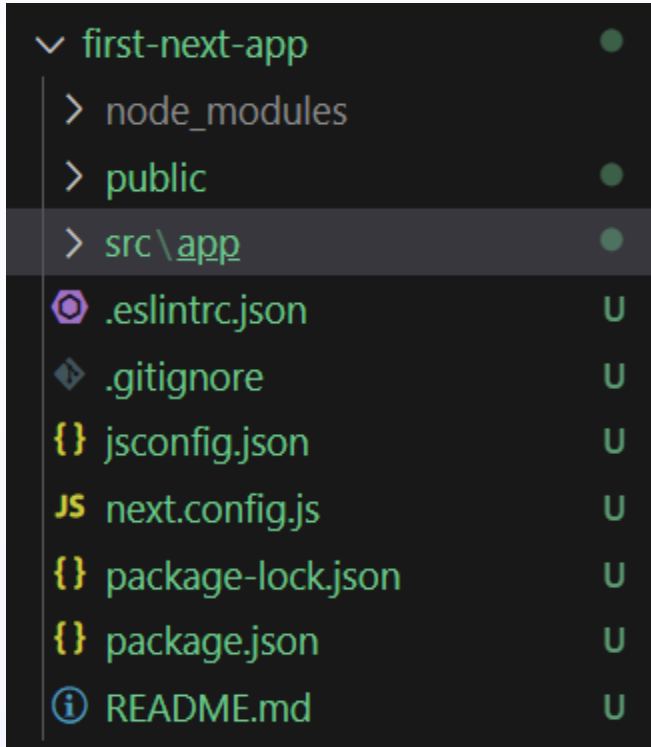 first-next-app
node_modules
public
src\app
.eslintrc.json U
.gitignore U
{} jsconfig.json U
JS next.config.js U
{} package-lock.json U
{} package.json U
README.md U